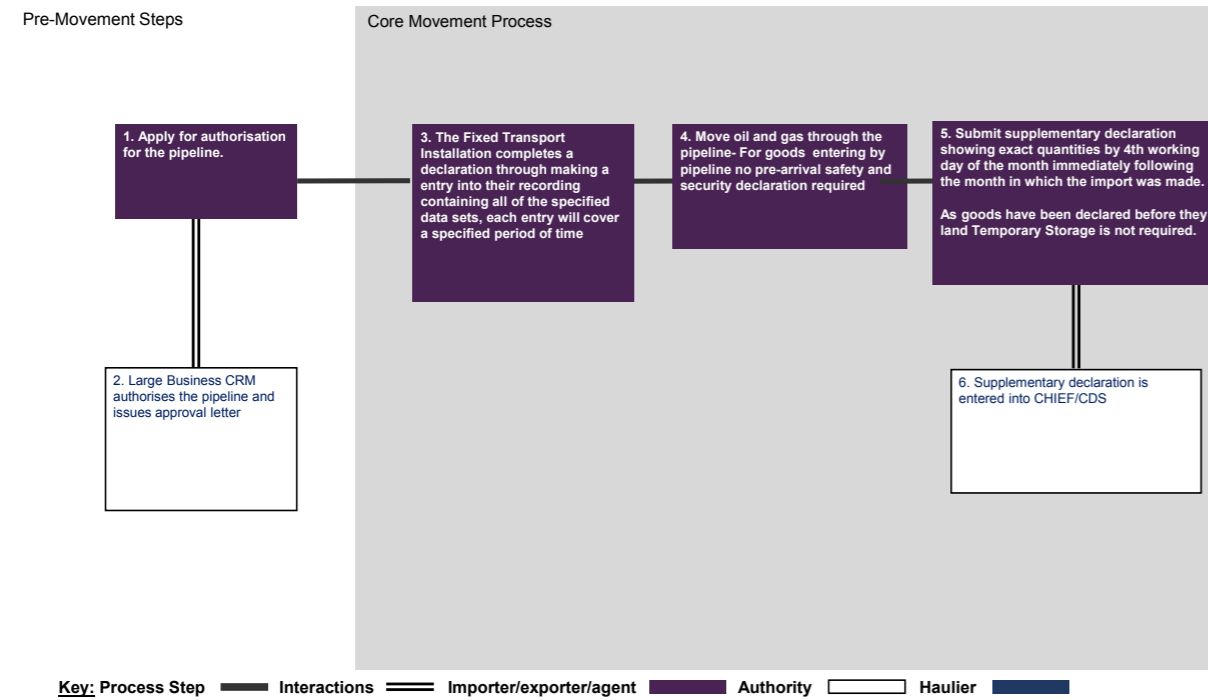 Pre-Movement Steps
Core Movement Process
1. Apply for authorisation
for the pipeline.
3. The Fixed Transport
Installation completes a
declaration through making a
entry into their recording
containing all of the specified
data sets, each entry will cover
a specified period of time
4. Move oil and gas through the
pipeline- For goods entering by
pipeline no pre-arrival safety and
security declaration required
5. Submit supplementary declaration
showing exact quantities by 4th working
day of the month immediately following
the month in which the import was made.
As goods have been declared before they
land Temporary Storage is not required.
2. Large Business CRM
authorises the pipeline and
issues approval letter
6. Supplementary declaration is
entered into CHIEF/CDS
Key: Process Step Interactions Importer/exporter/agent Authority Haulier